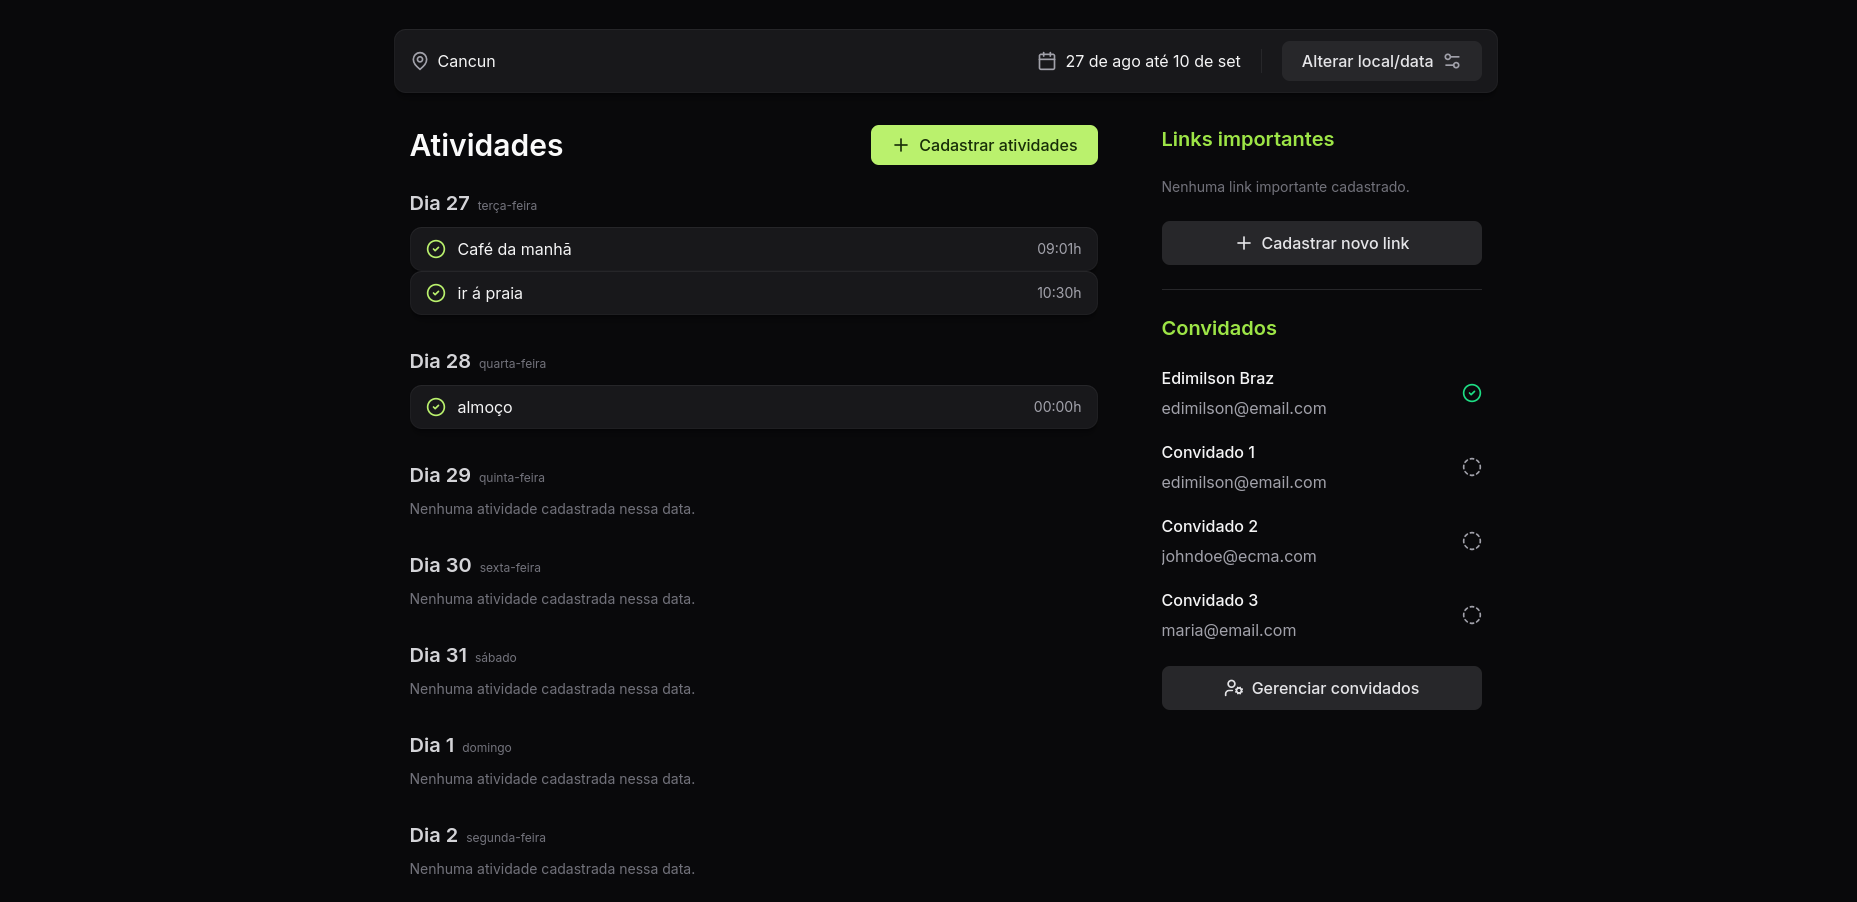 Cancun
27 de ago até 10 de set
Alterar local/data
Atividades
Cadastrar atividades
Dia 27 terça-feira
Café da manhã
09:01h
ir á praia
10:30h
Dia 28 quarta-feira
almoço
00:00h
Dia 29 quinta-feira
Nenhuma atividade cadastrada nessa data.
Dia 30 sexta-feira
Nenhuma atividade cadastrada nessa data.
Dia 31 sábado
Nenhuma atividade cadastrada nessa data.
Dia 1 domingo
Nenhuma atividade cadastrada nessa data.
Dia 2 segunda-feira
Nenhuma atividade cadastrada nessa data.
Links importantes
Nenhuma link importante cadastrado.
Cadastrar novo link
Convidados
Edimilson Braz
edimilson@email.com
Convidado 1
edimilson@email.com
Convidado 2
johndoe@ecma.com
Convidado 3
maria@email.com
Gerenciar convidados